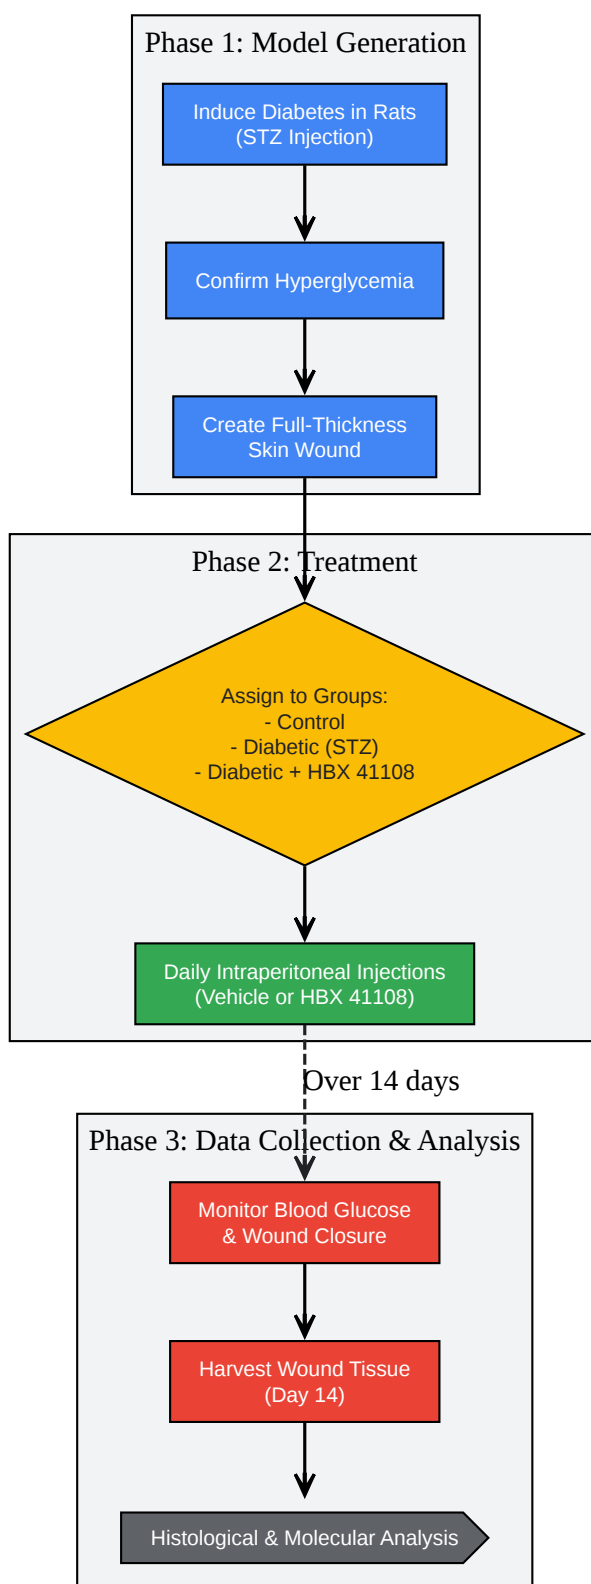 Phase 1: Model Generation
Induce Diabetes in Rats
(STZ Injection)
Confirm Hyperglycemia
Create Full-Thickness
Skin Wound
Phase 2: Treatment
Assign to Groups:
- Control
- Diabetic (STZ)
- Diabetic + HBX 41108
Daily Intraperitoneal Injections
(Vehicle or HBX 41108)
Over 14 days
Phase 3: Data Collection & Analysis
Monitor Blood Glucose
& Wound Closure
Harvest Wound Tissue
(Day 14)
Histological & Molecular Analysis